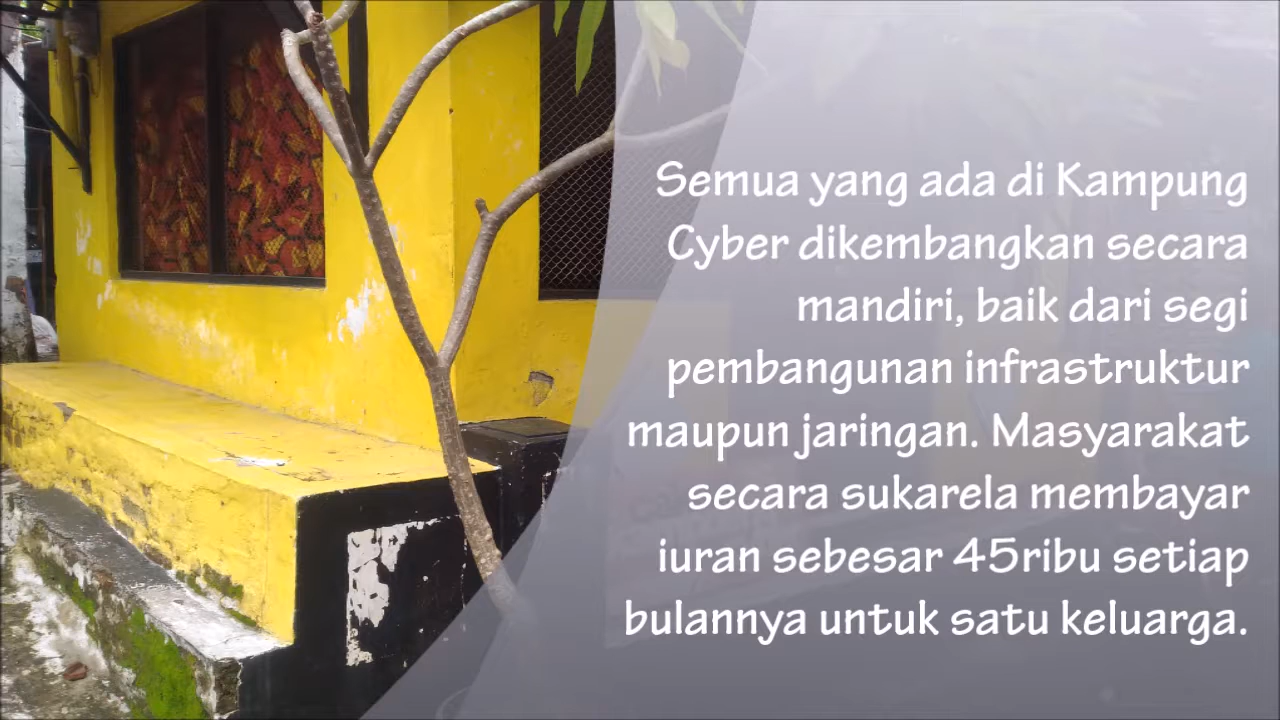 Semua yang ada di Kampung
Cyber dikembangkan secara
mandiri, baik dari segi
pembangunan infrastruktur
maupun jaringan. Masyarakat
secara sukarela membayar
iuran sebesar 45ribu setiap
bulannya untuk satu keluarga.